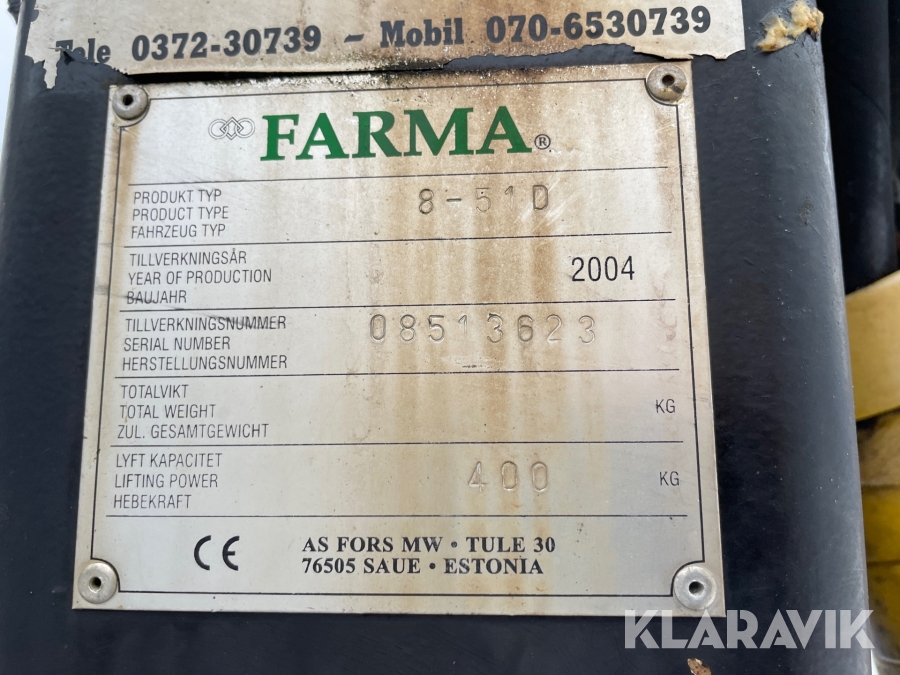 Tele 0372-30739 ~ Mobil 070-6530739
FARMA®
PRODUKT TYP
PRODUCT TYPE
FAHRZEUG TYP
8-51D
TILLVERKNINGSÅR
YEAR OF PRODUCTION
BAUJAHR
2004
TILLVERKNINGSNUMMER
SERIAL NUMBER
HERSTELLUNGSNUMMER
08513623
TOTALVIKT
TOTAL WEIGHT
ZUL. GESAMTGEWICHT
KG
LYFT KAPACITET
LIFTING POWER
HEBEKRAFT
400
KG
CE
AS FORS MW • TULE 30
76505 SAUE • ESTONIA
KLARAVIK